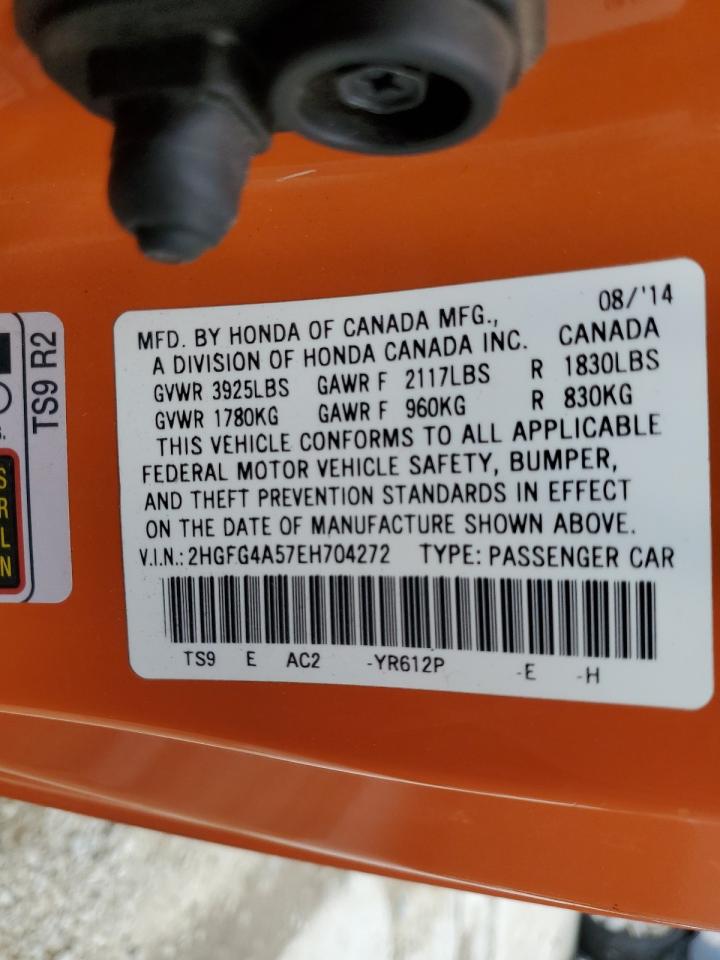 08/'14
MFD. BY HONDA OF CANADA MFG.,
A DIVISION OF HONDA CANADA INC. CANADA
GVWR 3925LBS GAWR F 2117LBS R 1830LBS
GVWR 1780KG GAWR F 960KG R 830KG
THIS VEHICLE CONFORMS TO ALL APPLICABLE
FEDERAL MOTOR VEHICLE SAFETY, BUMPER,
AND THEFT PREVENTION STANDARDS IN EFFECT
ON THE DATE OF MANUFACTURE SHOWN ABOVE.
V.I.N.: 2HGFG4A57EH704272 TYPE: PASSENGER CAR
TS9 E AC2 -YR612P -E -H
TS9 R2